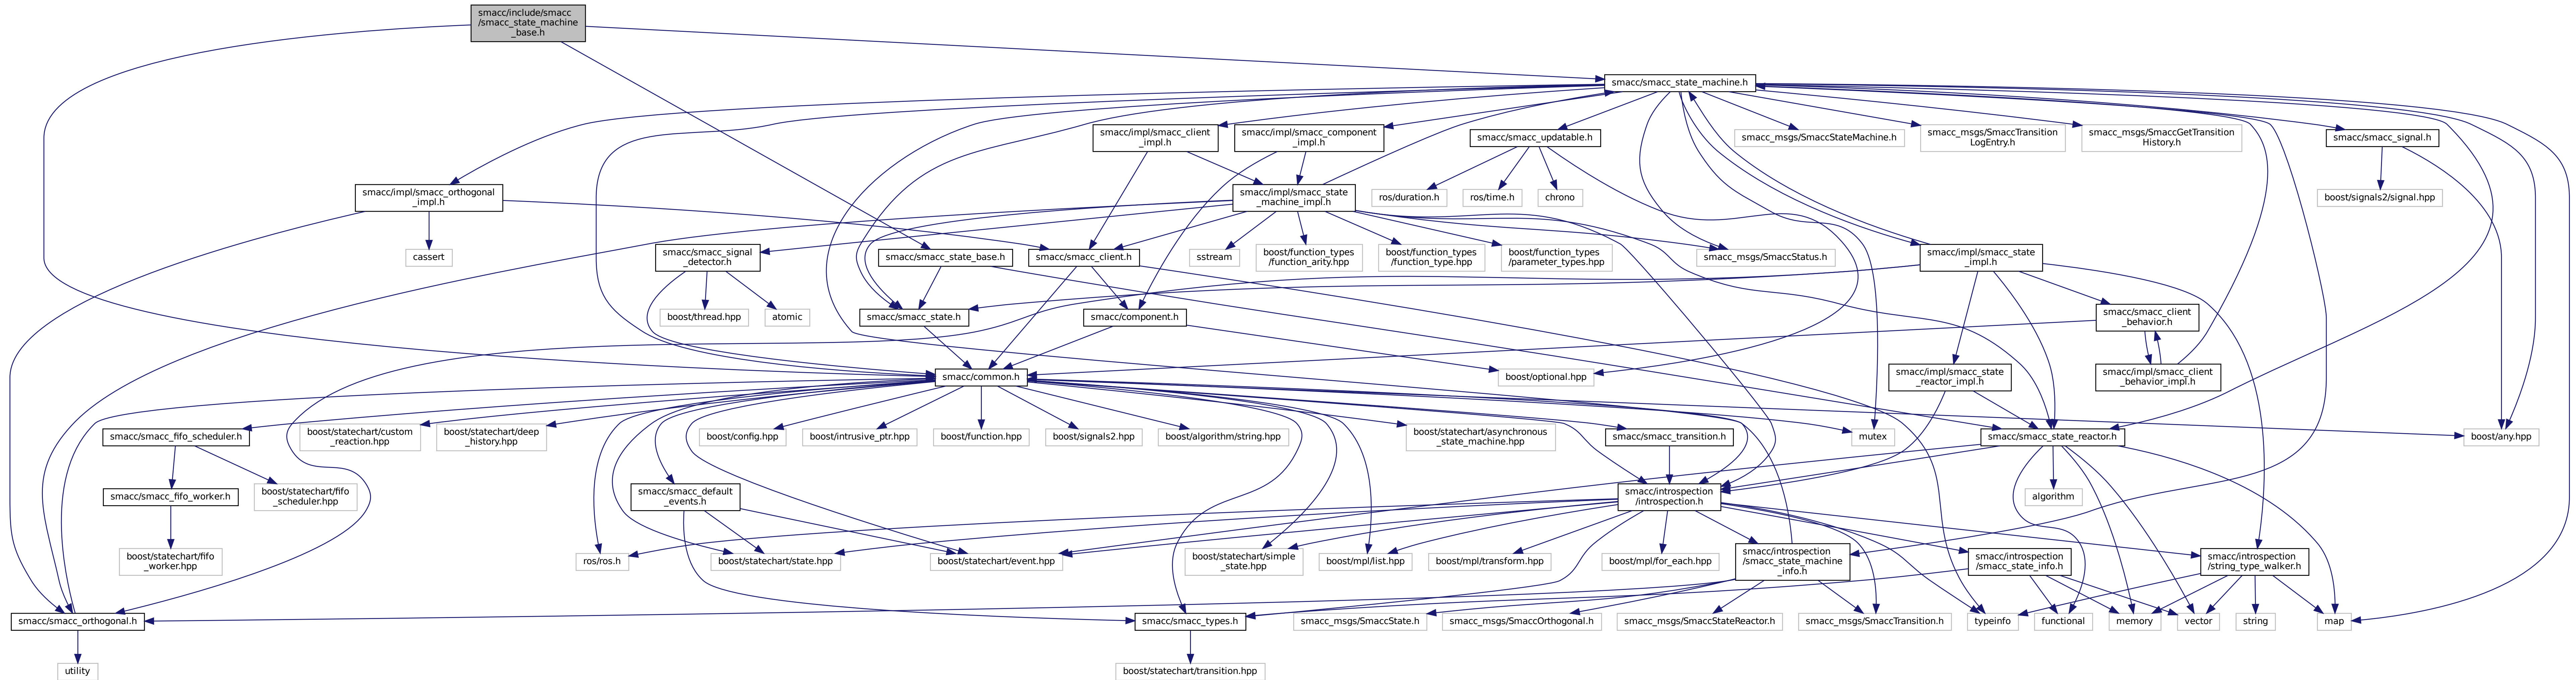 smacc/include/smacc
/smacc_state_machine
_base.h
smacc/smacc_state_machine.h
smacc/impl/smacc_client
_impl.h
smacc/impl/smacc_component
_impl.h
smacc/smacc_updatable.h
smacc_msgs/SmaccStateMachine.h
smacc_msgs/SmaccTransition
LogEntry.h
smacc_msgs/SmaccGetTransition
History.h
smacc/smacc_signal.h
smacc/impl/smacc_orthogonal
_impl.h
smacc/impl/smacc_state
_machine_impl.h
ros/duration.h
ros/time.h
chrono
boost/signals2/signal.hpp
smacc/smacc_signal
_detector.h
cassert
smacc/smacc_state_base.h
smacc/smacc_client.h
sstream
boost/function_types
/function_arity.hpp
boost/function_types
/function_type.hpp
boost/function_types
/parameter_types.hpp
smacc_msgs/SmaccStatus.h
smacc/impl/smacc_state
_impl.h
boost/thread.hpp
atomic
smacc/smacc_state.h
smacc/component.h
smacc/smacc_client
_behavior.h
smacc/common.h
boost/optional.hpp
smacc/impl/smacc_state
_reactor_impl.h
smacc/impl/smacc_client
_behavior_impl.h
smacc/smacc_fifo_scheduler.h
boost/statechart/custom
_reaction.hpp
boost/statechart/deep
_history.hpp
boost/config.hpp
boost/intrusive_ptr.hpp
boost/function.hpp
boost/signals2.hpp
boost/algorithm/string.hpp
boost/statechart/asynchronous
_state_machine.hpp
smacc/smacc_transition.h
mutex
smacc/smacc_state_reactor.h
boost/any.hpp
smacc/smacc_fifo_worker.h
boost/statechart/fifo
_scheduler.hpp
smacc/smacc_default
_events.h
smacc/introspection
/introspection.h
algorithm
boost/statechart/fifo
_worker.hpp
ros/ros.h
boost/statechart/state.hpp
boost/statechart/event.hpp
boost/statechart/simple
_state.hpp
boost/mpl/list.hpp
boost/mpl/transform.hpp
boost/mpl/for_each.hpp
smacc/introspection
/smacc_state_machine
_info.h
smacc/introspection
/smacc_state_info.h
smacc/introspection
/string_type_walker.h
smacc/smacc_orthogonal.h
smacc/smacc_types.h
smacc_msgs/SmaccState.h
smacc_msgs/SmaccOrthogonal.h
smacc_msgs/SmaccStateReactor.h
smacc_msgs/SmaccTransition.h
typeinfo
functional
memory
vector
string
map
utility
boost/statechart/transition.hpp